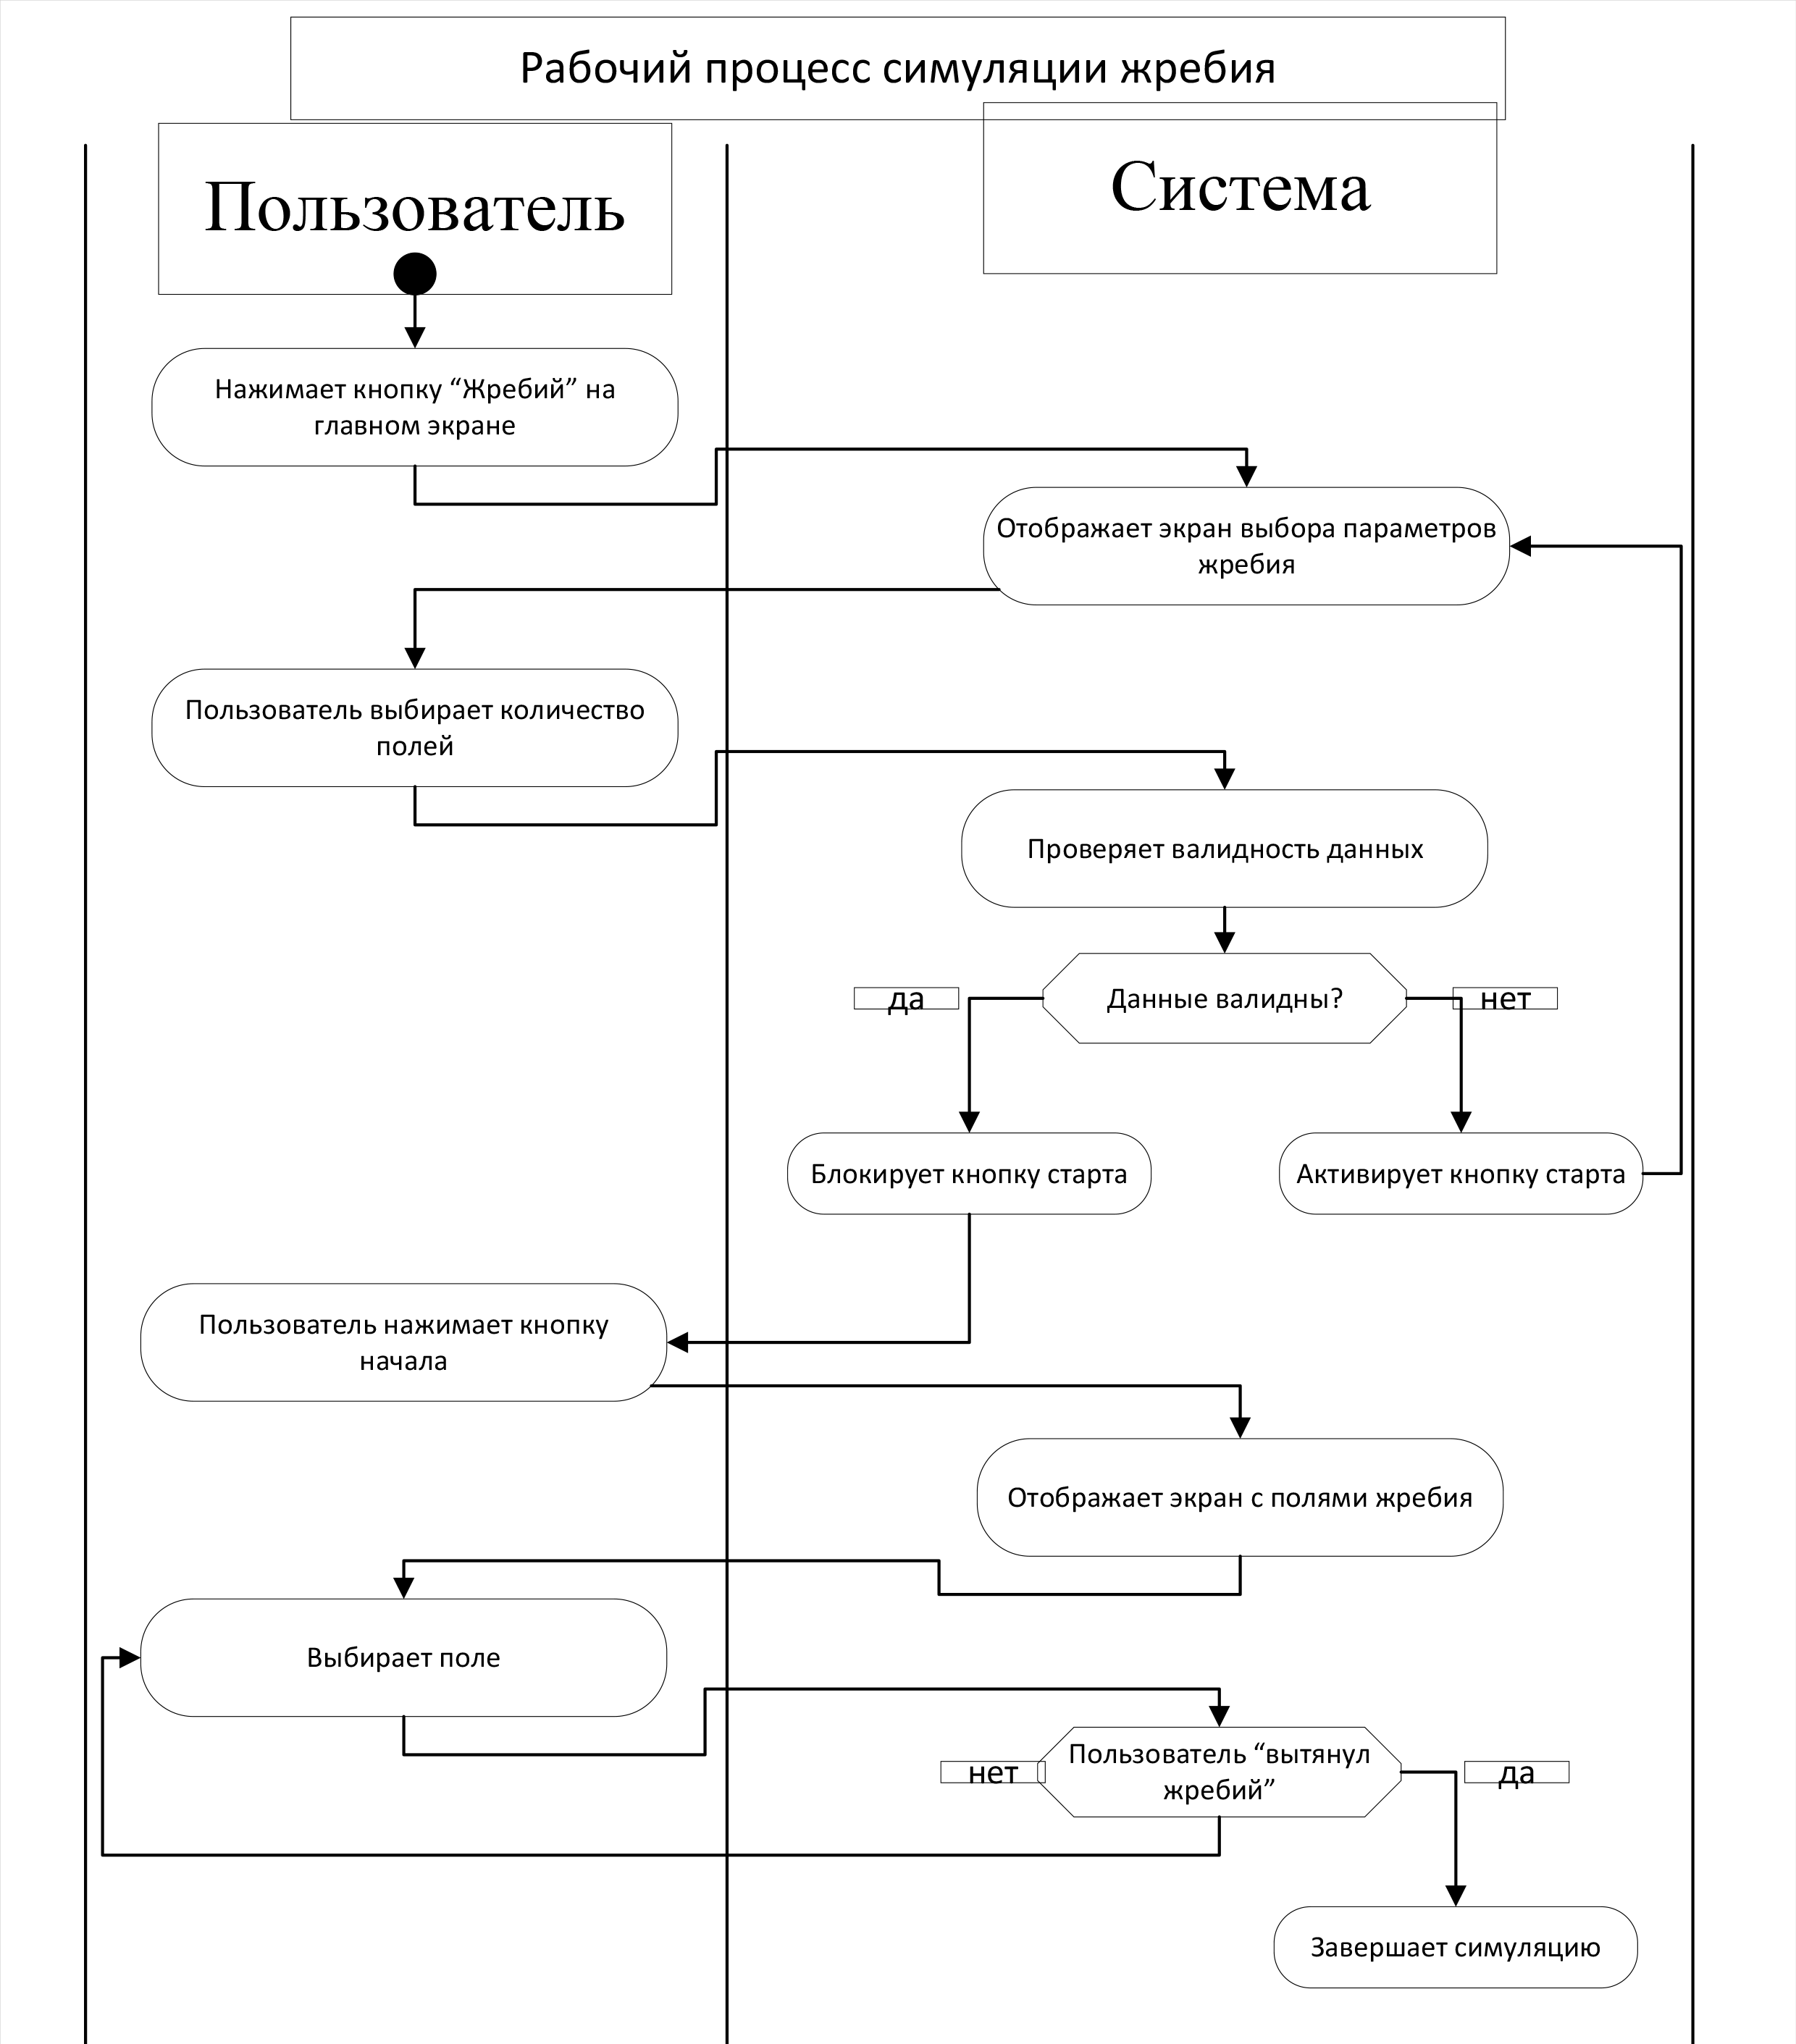 Рабочий процесс симуляции жребия
Пользователь
Система
Нажимает кнопку “Жребий” на
главном экране
Отображает экран выбора параметров
жребия
Пользователь выбирает количество
полей
Проверяет валидность данных
да
Данные валидны?
нет
Блокирует кнопку старта
Активирует кнопку старта
Пользователь нажимает кнопку
начала
Отображает экран с полями жребия
Выбирает поле
нет
Пользователь “вытянул
жребий”
да
Завершает симуляцию